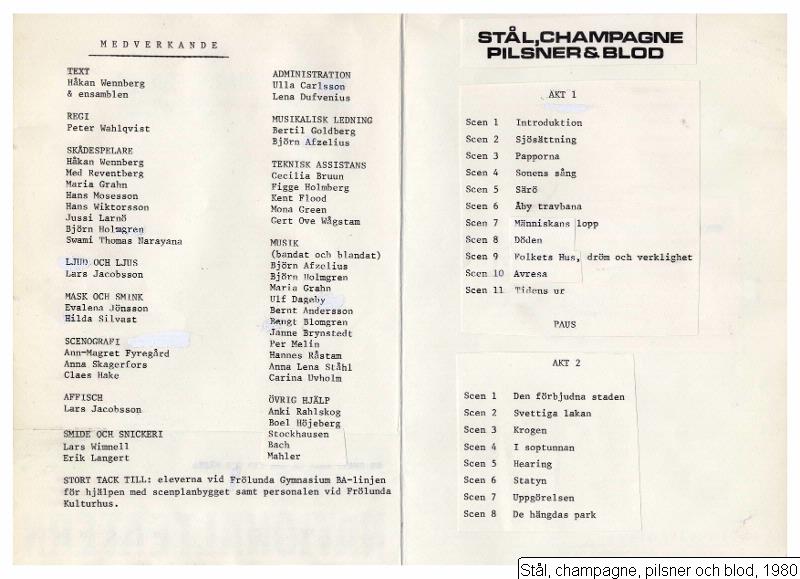 MEDVERKANDE
TEXT
Håkan Wennberg
& ensamblen
REGI
Peter Wahlqvist
SKÅDESPELARE
Håkan Wennberg
Med Reventberg
Maria Grahn
Hans Mosesson
Hans Wiktorsson
Jussi Larnö
Björn Holmgren
Swami Thomas Narayana
LJUD OCH LJUS
Lars Jacobsson
MASK OCH SMINK
Evalena Jönsson
Hilda Silvast
SCENOGRAFI
Ann-Magret Fyregård
Anna Skagerfors
Claes Hake
AFFISCH
Lars Jacobsson
SMIDE OCH SNICKERI
Lars Wimnell
Erik Langert
ADMINISTRATION
Ulla Carlsson
Lena Dufvenius
MUSIKALISK LEDNING
Bertil Goldberg
Björn Afzelius
TEKNISK ASSISTANS
Cecilia Bruun
Figge Holmberg
Kent Flood
Mona Green
Gert Ove Wågstam
MUSIK
(bandat och blandat)
Björn Afzelius
Björn Holmgren
Maria Grahn
Ulf Dageby
Bernt Andersson
Bengt Blomgren
Janne Brynstedt
Per Melin
Hannes Råstam
Anna Lena Ståhl
Carina Uvholm
ÖVRIG HJÄLP
Anki Rahlskog
Boel Höjeberg
Stockhausen
Bach
Mahler
STORT TACK TILL: eleverna vid Frölunda Gymnasium BA-linjen
för hjälpen med scenplanbygget samt personalen vid Frölunda
Kulturhus.
STÅL,CHAMPAGNE
PILSNER&BLOD
AKT 1
Scen 1 Introduktion
Scen 2 Sjösättning
Scen 3 Papporna
Scen 4 Sonens sång
Scen 5 Särö
Scen 6 Åby travbana
Scen 7 Människans lopp
Scen 8 Döden
Scen 9 Folkets Hus, dröm och verklighet
Scen 10 Avresa
Scen 11 Tidens ur
PAUS
AKT 2
Scen 1 Den förbjudna staden
Scen 2 Svettiga lakan
Scen 3 Krogen
Scen 4 I soptunnan
Scen 5 Hearing
Scen 6 Statyn
Scen 7 Uppgörelsen
Scen 8 De hängdas park
Stål, champagne, pilsner och blod, 1980